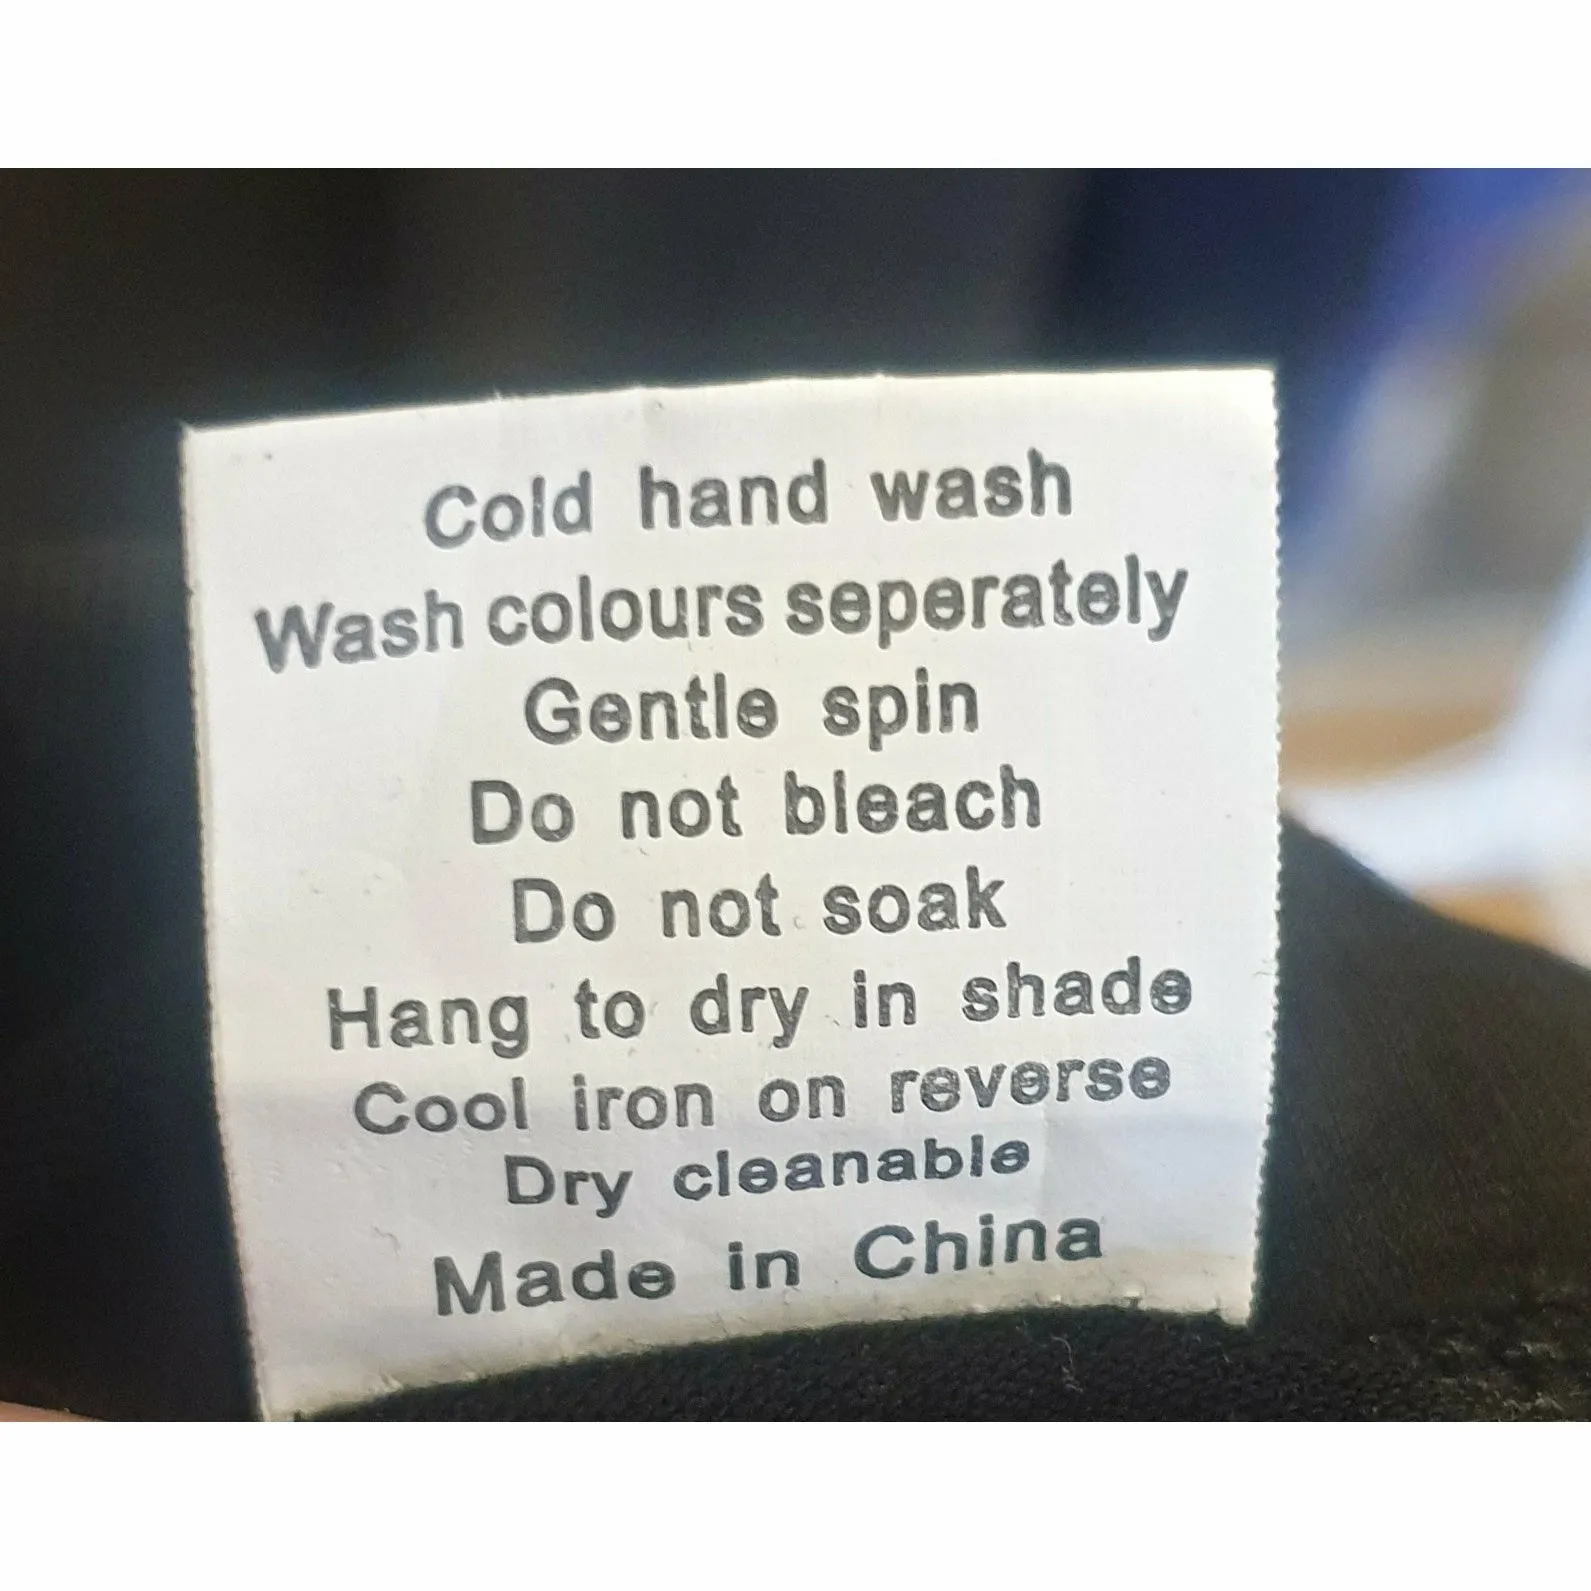 Cold hand wash
Wash colours seperately
Gentle spin
Do not bleach
Do not soak
Hang to dry in shade
Cool iron on reverse
Dry cleanable
Made in China